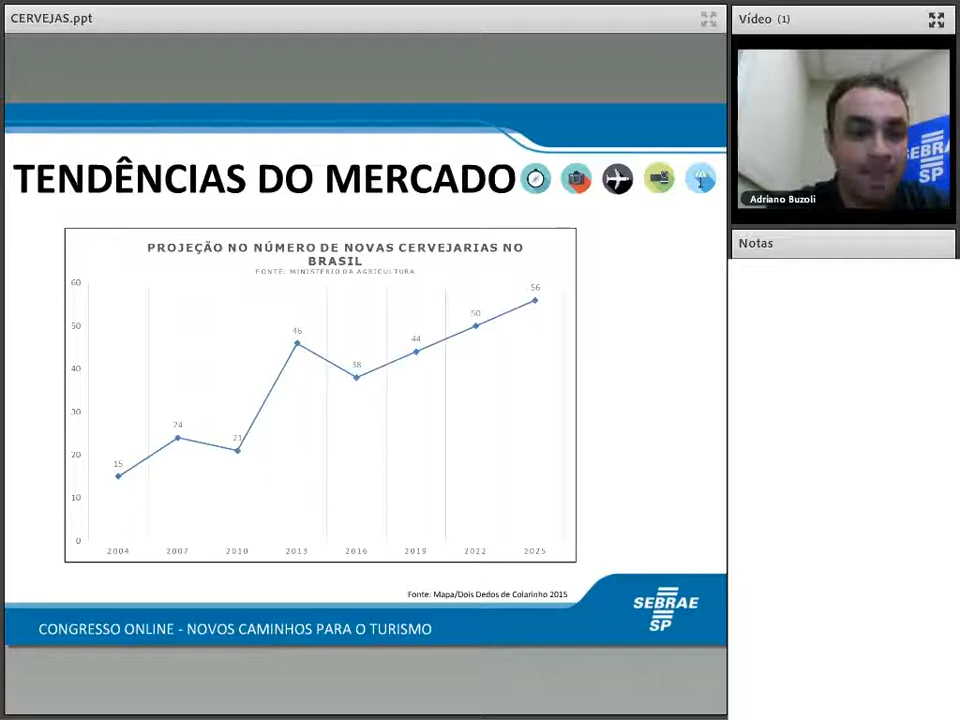 CERVEJAS.ppt
TENDÊNCIAS DO MERCADO
PROJEÇÃO NO NÚMERO DE NOVAS CERVEJARIAS NO
BRASIL
FONTE: MINISTÉRIO DA AGRICULTURA
60
50
40
30
20
10
0
15
24
21
46
38
44
50
56
2004 2007 2010 2013 2016 2019 2022 2025
Fonte: Mapa/Dois Dedos de Colarinho 2015
CONGRESSO ONLINE - NOVOS CAMINHOS PARA O TURISMO
SEBRAE
SP
Vídeo (1)
SEBRA
SP
Adriano Buzoli
Notas